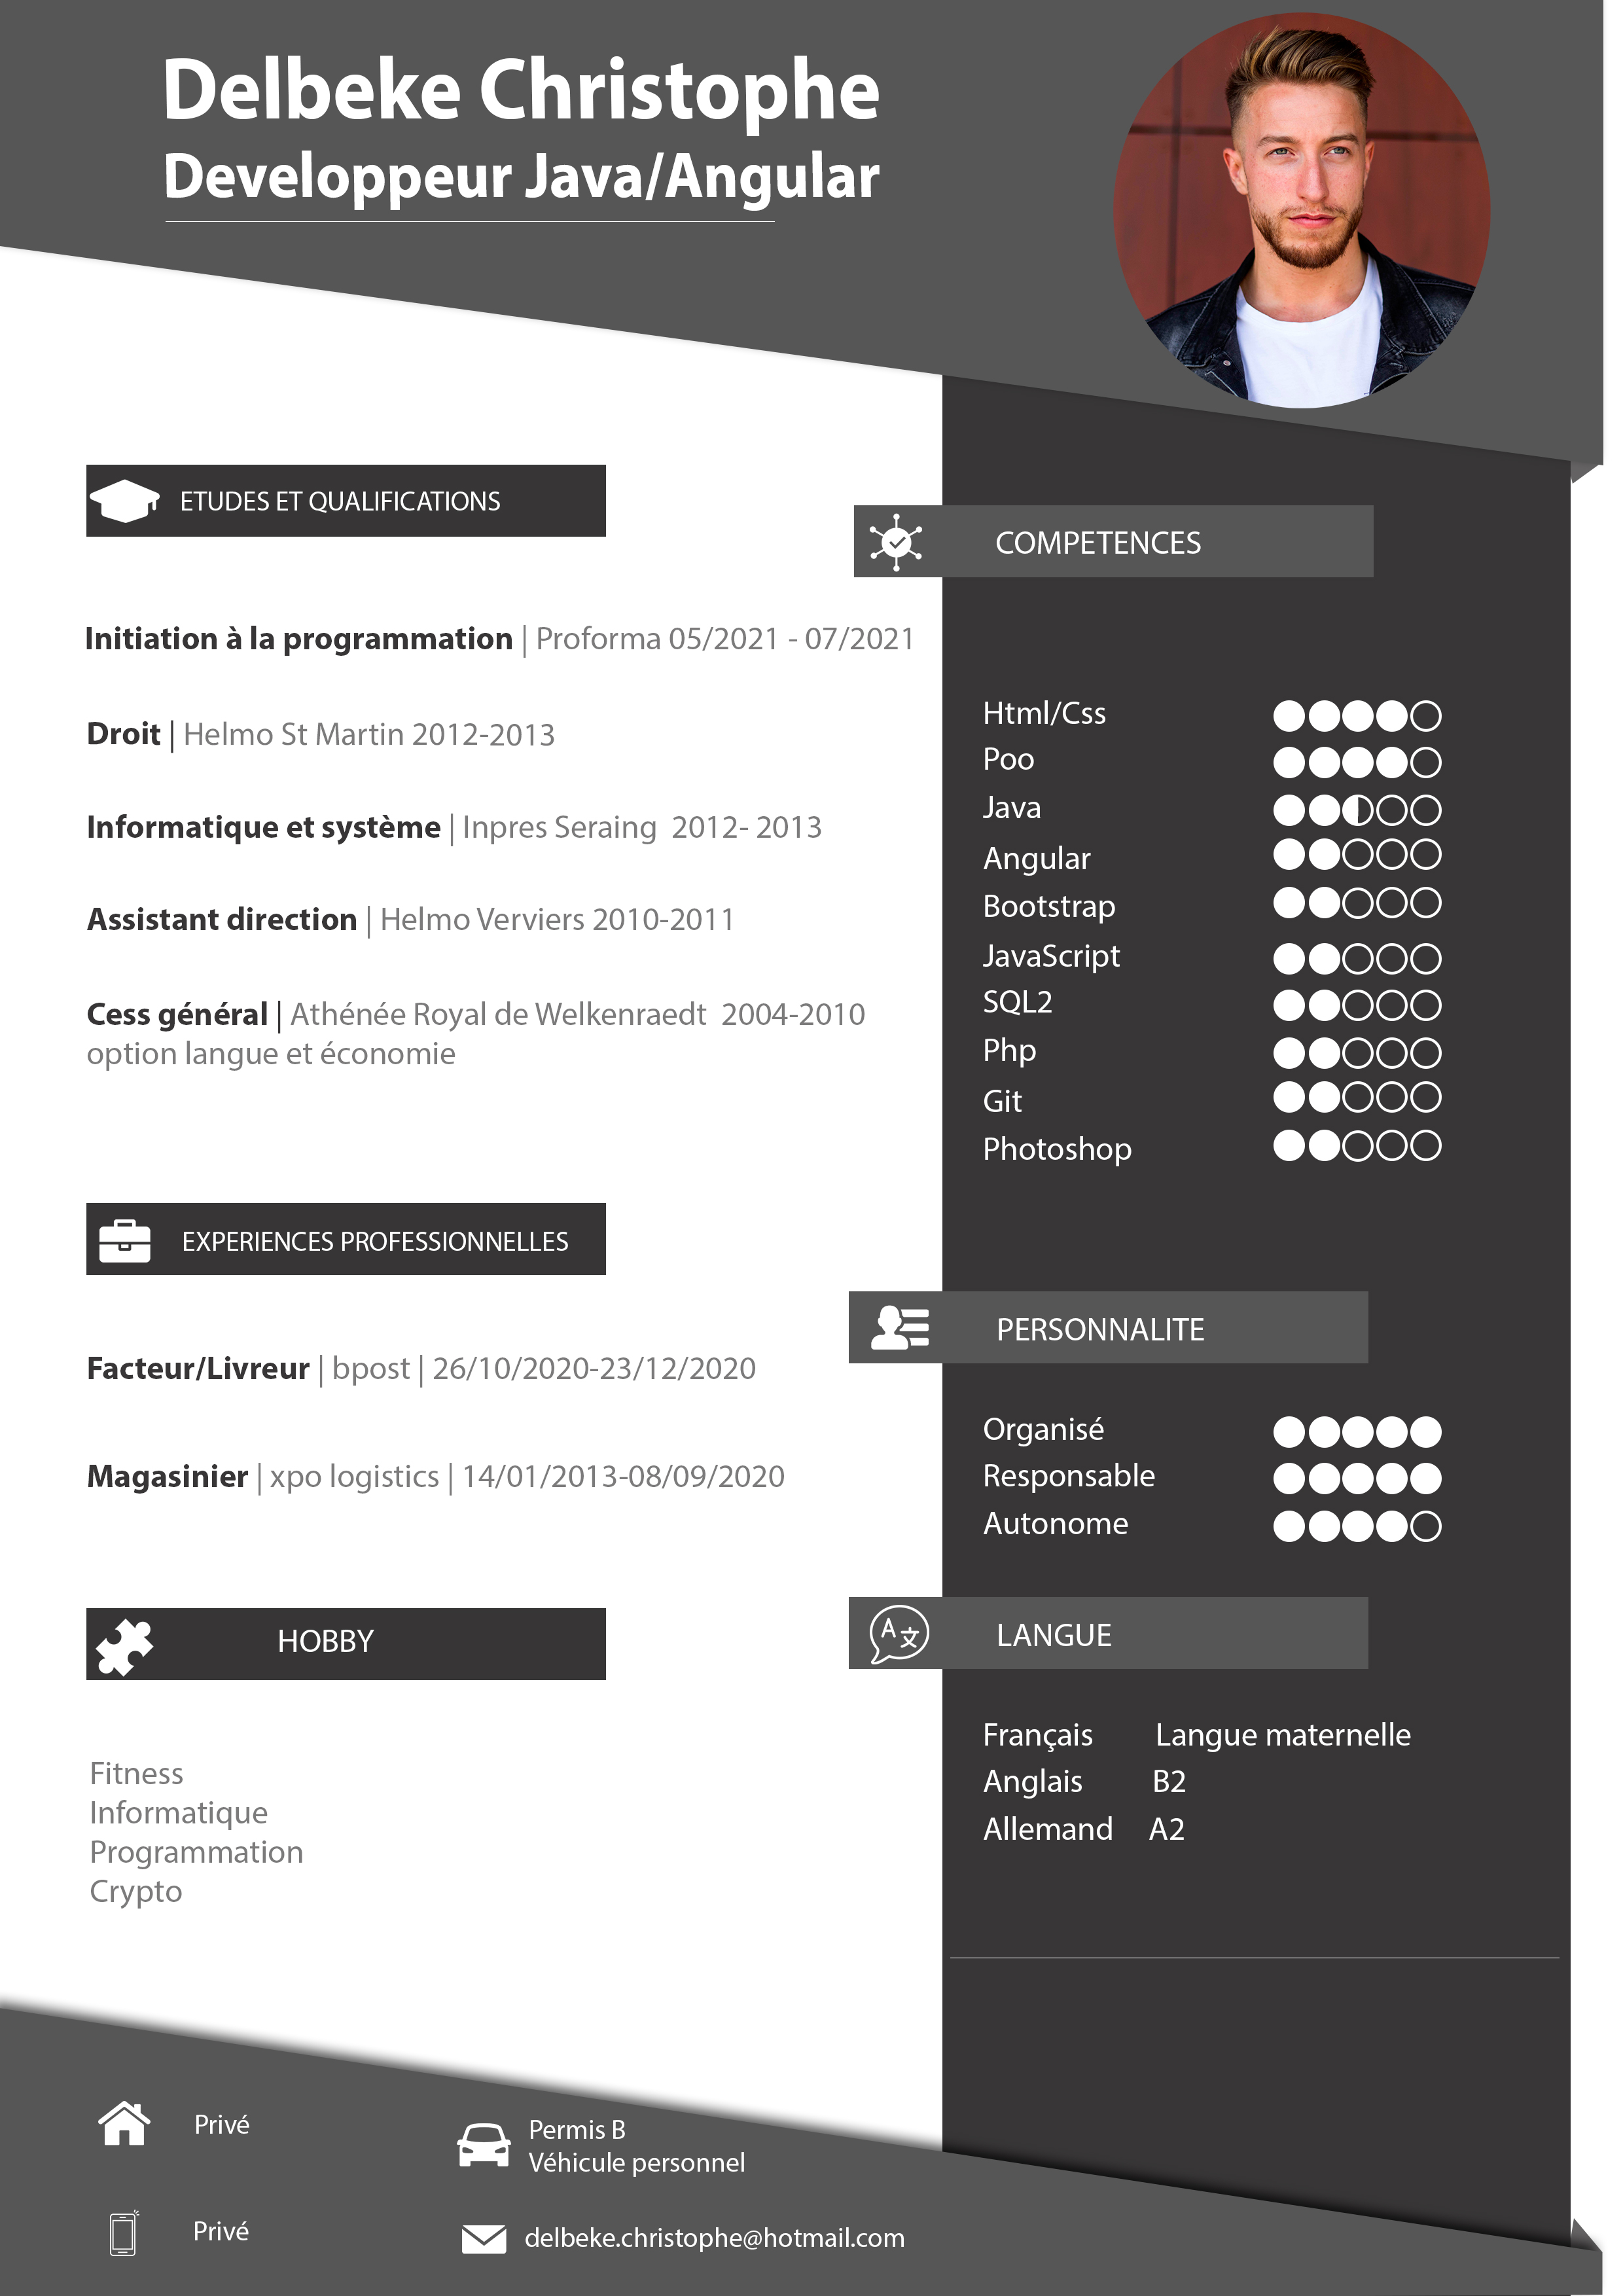 Delbeke Christophe
Developpeur Java/Angular
ETUDES ET QUALIFICATIONS
Initiation à la programmation | Proforma 05/2021 - 07/2021
Droit | Helmo St Martin 2012-2013
Informatique et système | Inpres Seraing 2012- 2013
Assistant direction | Helmo Verviers 2010-2011
Cess général | Athénée Royal de Welkenraedt 2004-2010
option langue et économie
EXPERIENCES PROFESSIONNELLES
Facteur/Livreur | bpost | 26/10/2020-23/12/2020
Magasinier | xpo logistics | 14/01/2013-08/09/2020
HOBBY
Fitness
Informatique
Programmation
Crypto
COMPETENCES
Html/Css
Poo
Java
Angular
Bootstrap
JavaScript
SQL2
Php
Git
Photoshop
PERSONNALITE
Organisé
Responsable
Autonome
LANGUE
Français Langue maternelle
Anglais B2
Allemand A2
Privé
Permis B
Véhicule personnel
Privé
delbeke.christophe@hotmail.com